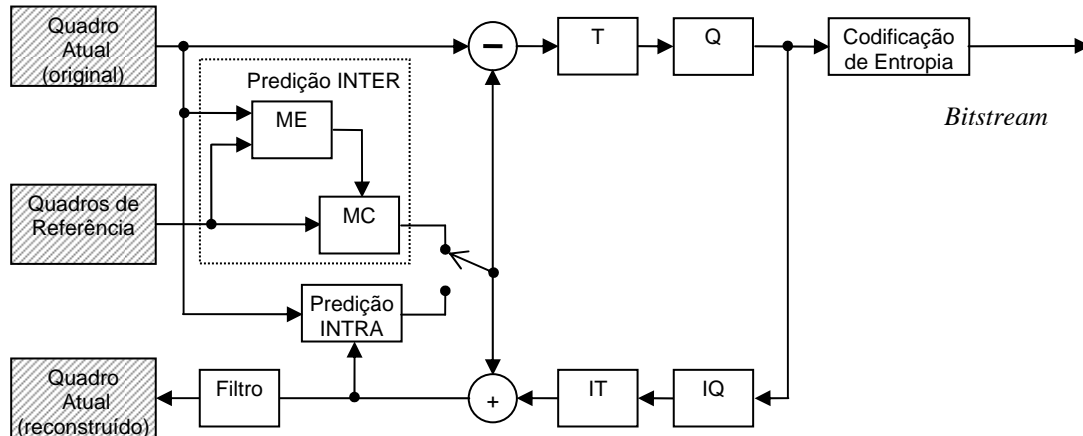 Quadro
Atual
(original)
T
Q
Codificação
de Entropia
Predição INTER
ME
Bitstream
Quadros de
Referência
MC
Predição
INTRA
Quadro
Atual
(reconstruído)
Filtro
+
IT
IQ